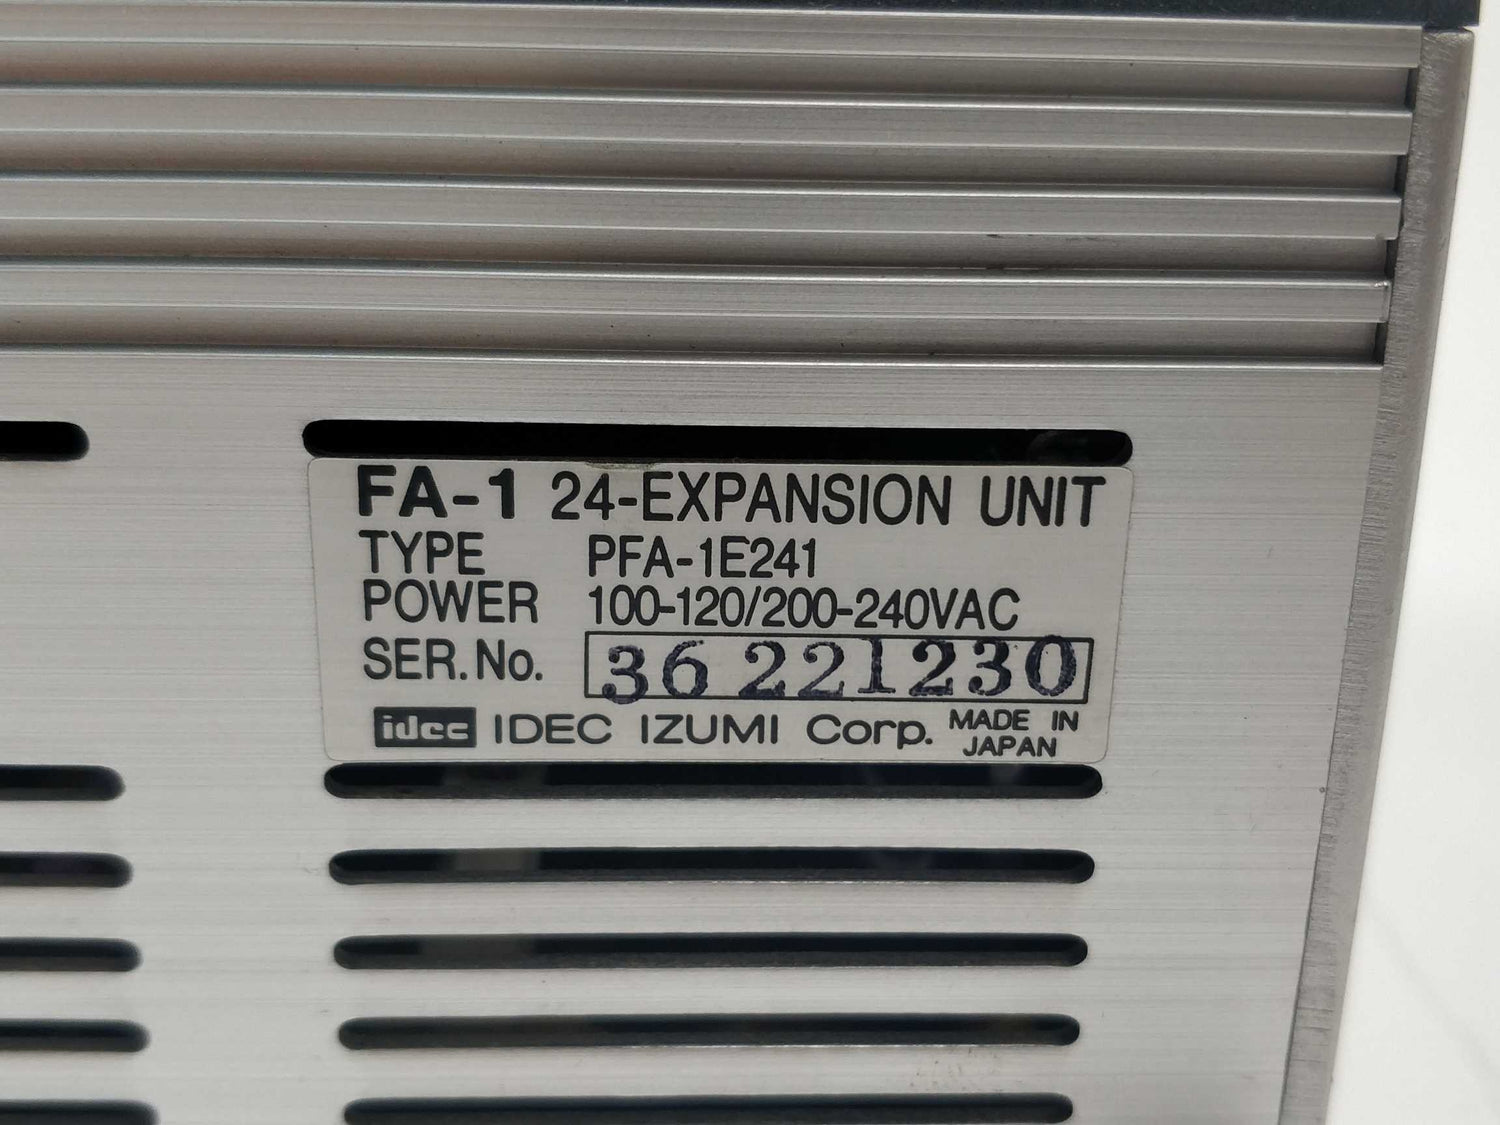 FA-1 24-EXPANSION UNIT
TYPE PFA-1E241
POWER 100-120/200-240VAC
SER.No. 36 221230
idec IDEC IZUMI Corp. MADE IN
JAPAN